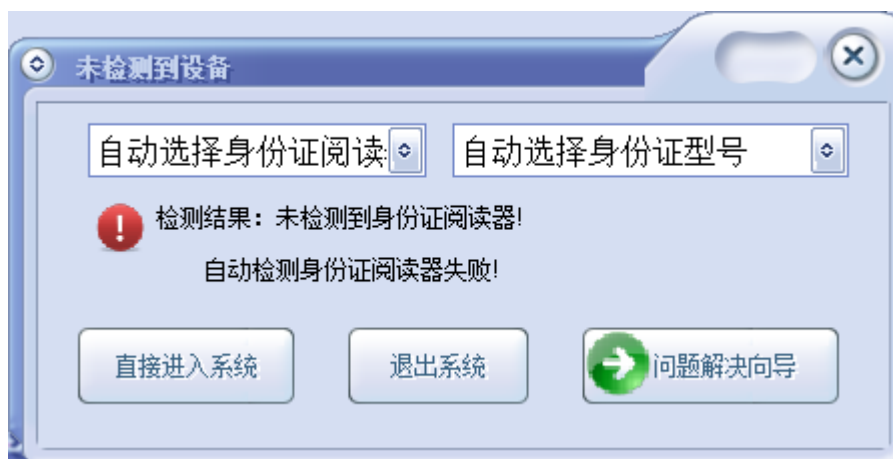 未检测到设备
自动选择身份证阅读
自动选择身份证型号
检测结果：未检测到身份证阅读器!
自动检测身份证阅读器失败!
直接进入系统
退出系统
问题解决向导